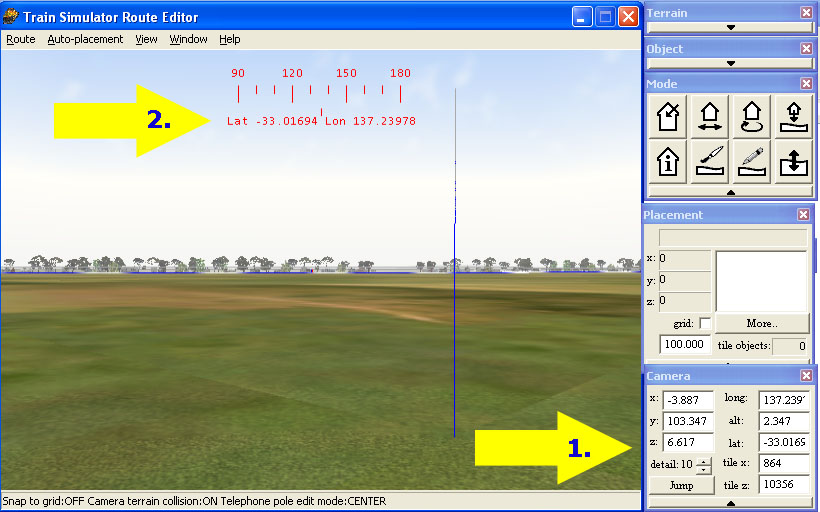 Train Simulator Route Editor
Route Auto-placement View Window Help
90 120 150 180
2.
Lat -33.01694 Lon 137.23978
Terrain
Object
Mode
Placement
x: 0
y: 0
z: 0
grid: More..
100.000 tile objects: 0
Camera
x: -3.887 long: 137.239
y: 103.347 alt: 2.347
z: 6.617 lat: -33.0169
detail: 10 tile x: 864
Jump tile z: 10356
1.
Snap to grid:OFF Camera terrain collision:ON Telephone pole edit mode:CENTER